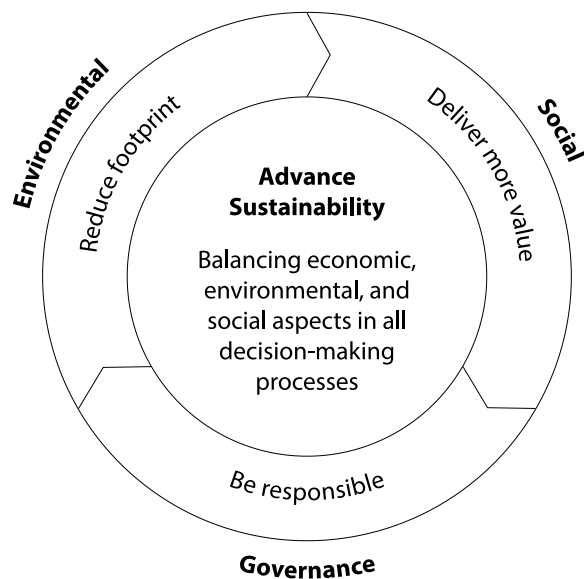 Environmental
Reduce footprint
Social
Deliver more value
Advance
Sustainability
Balancing economic,
environmental, and
social aspects in all
decision-making
processes
Be responsible
Governance